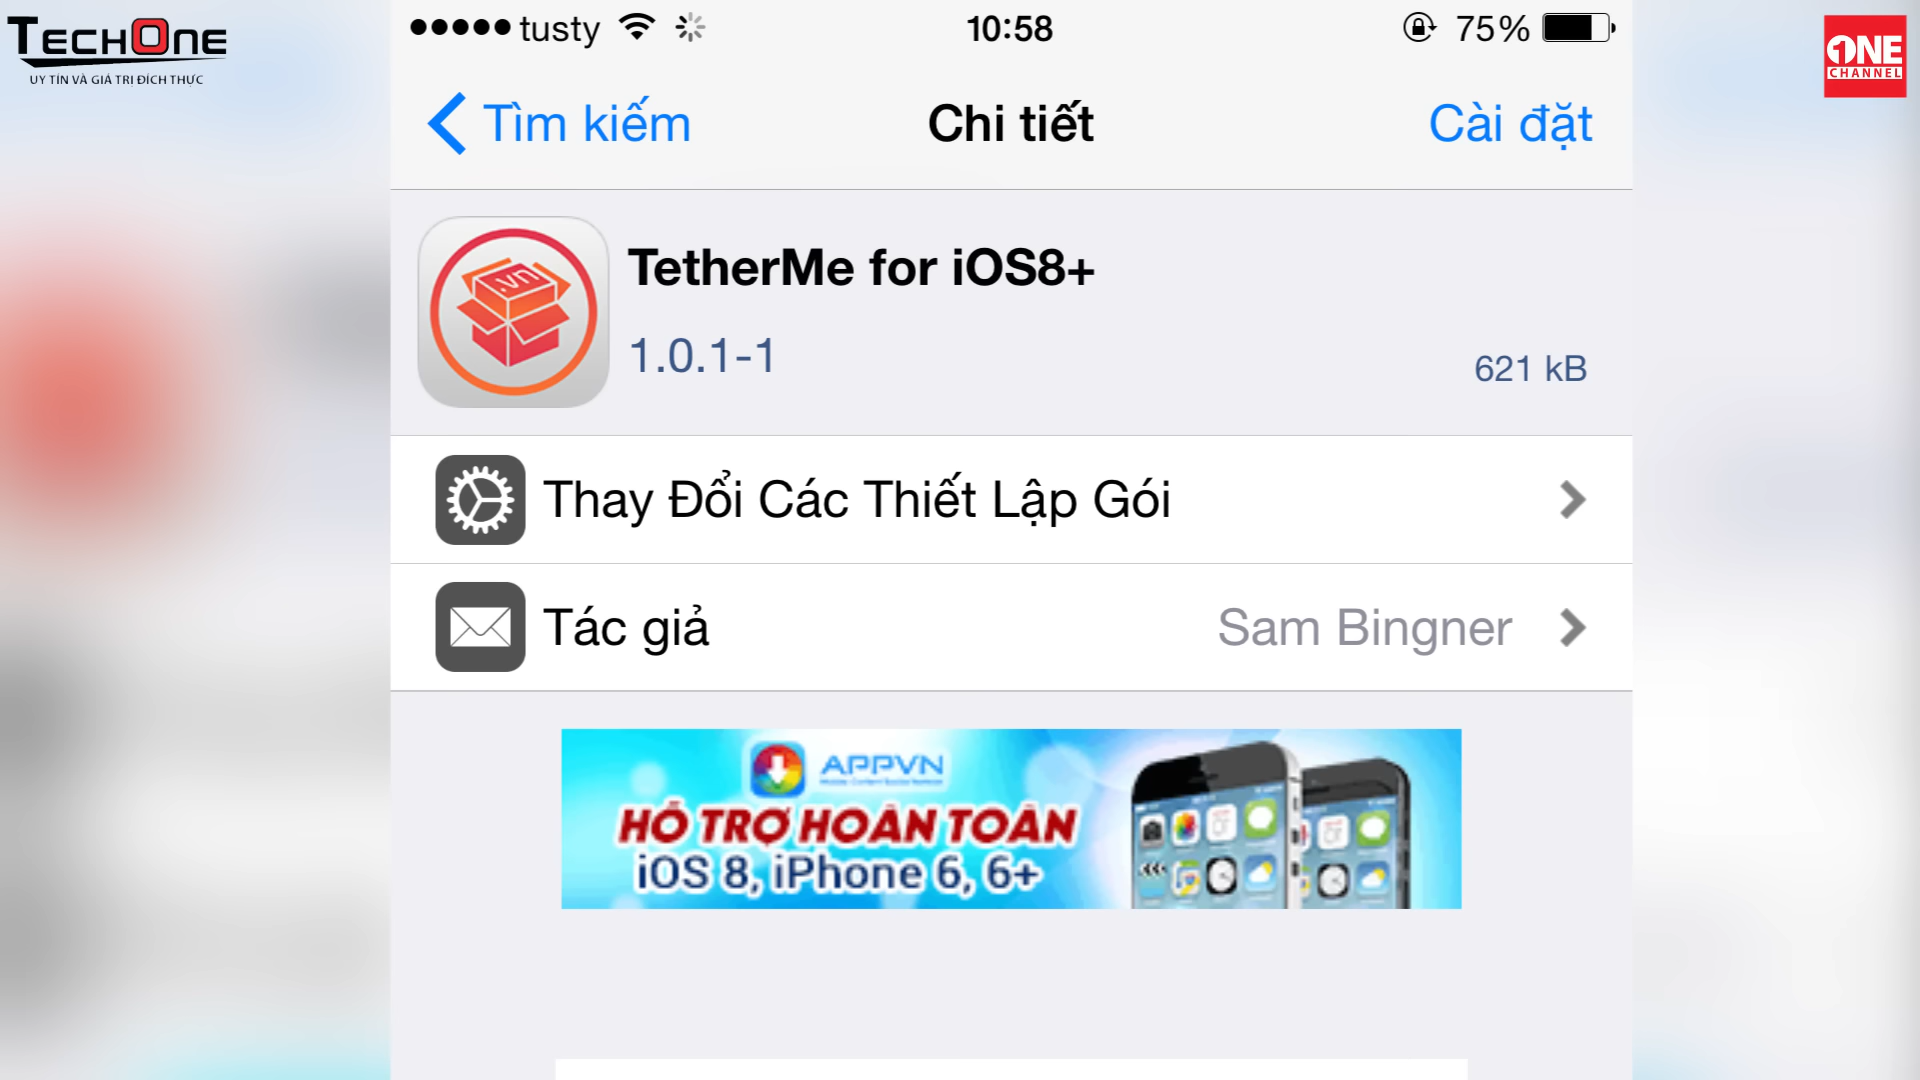 TECHONE
UY TÍN VÀ GIÁ TRỊ ĐÍCH THỰC
tusty
10:58
75%
1ONE
CHANNEL
Tìm kiếm
Chi tiết
Cài đặt
.vn
TetherMe for iOS8+
1.0.1-1
621 kB
Thay Đổi Các Thiết Lập Gói
Tác giả
Sam Bingner
APPVN
HỖ TRỢ HOÀN TOÀN
iOS 8, iPhone 6, 6+